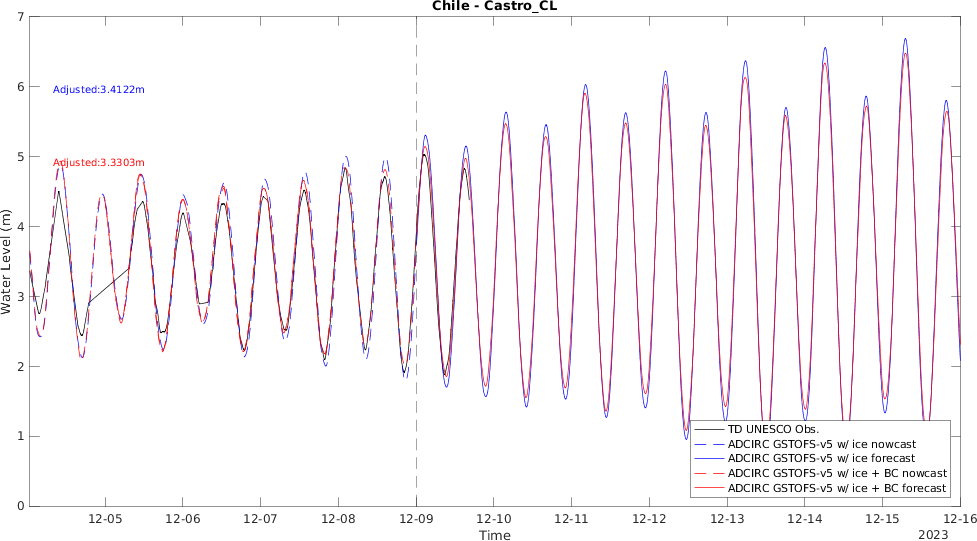 Chile - Castro_CL
7
6
5
4
3
2
1
0
Water Level (m)
Adjusted:3.4122m
Adjusted:3.3303m
TD UNESCO Obs.
ADCIRC GSTOFS-v5 w/ ice nowcast
ADCIRC GSTOFS-v5 w/ ice forecast
ADCIRC GSTOFS-v5 w/ ice + BC nowcast
ADCIRC GSTOFS-v5 w/ ice + BC forecast
12-05 12-06 12-07 12-08 12-09 12-10 12-11 12-12 12-13 12-14 12-15 12-16
Time
2023